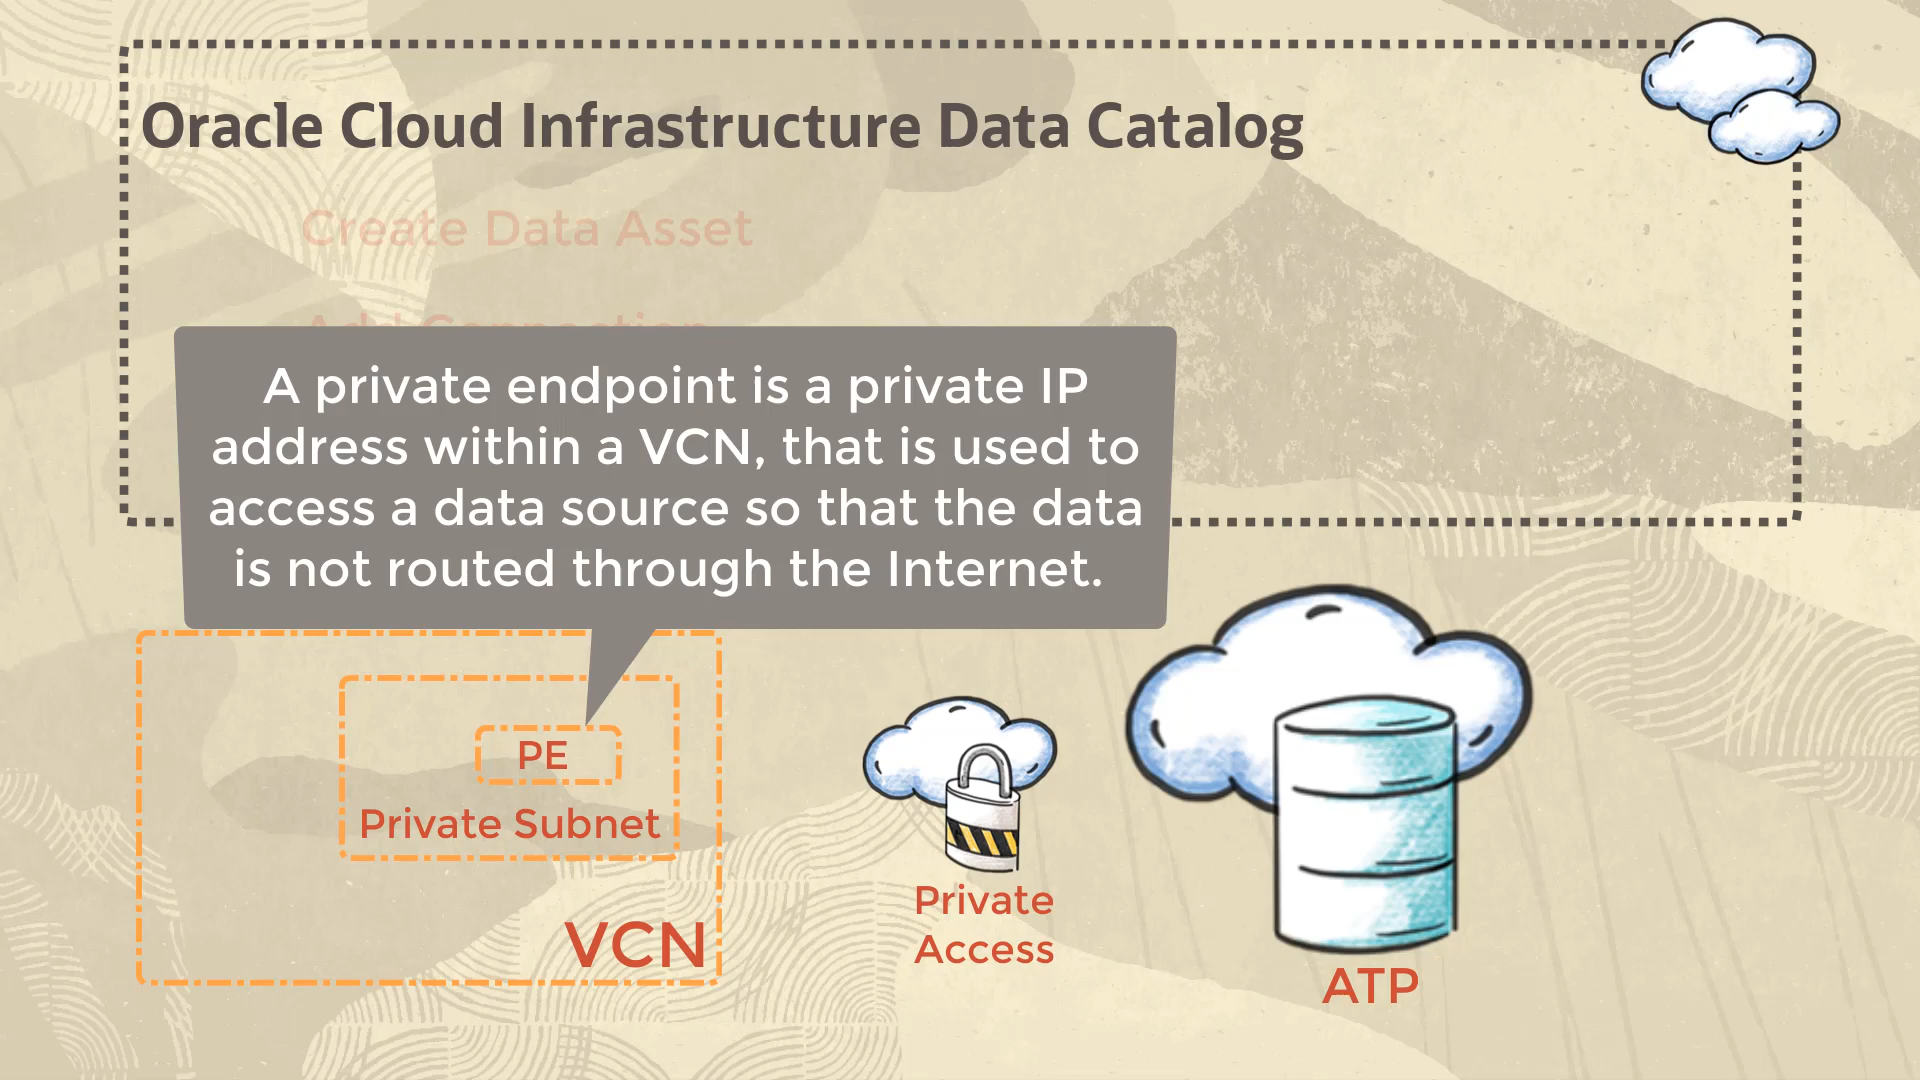 Oracle Cloud Infrastructure Data Catalog
Create Data Asset
Add Connection
A private endpoint is a private IP
address within a VCN, that is used to
access a data source so that the data
is not routed through the Internet.
PE
Private Subnet
VCN
Private
Access
ATP